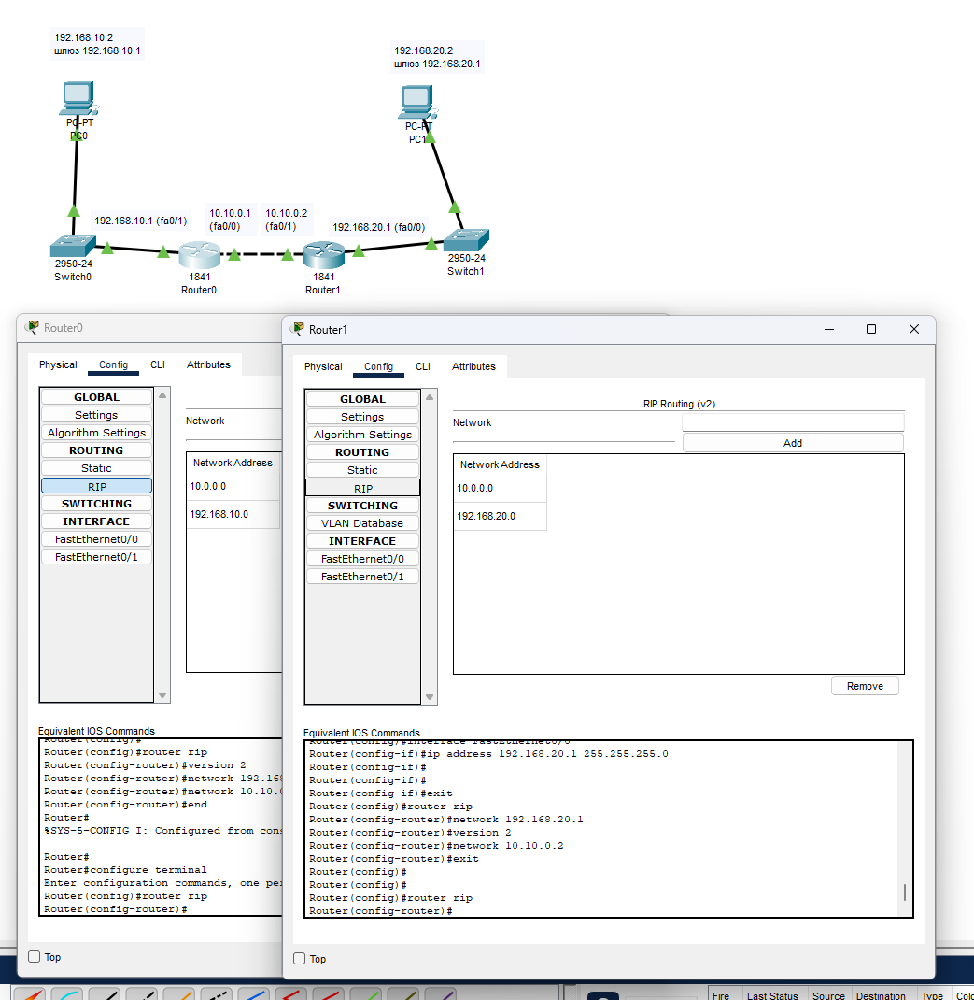 192.168.10.2
шлюз 192.168.10.1
192.168.20.2
шлюз 192.168.20.1
PC-PT
PC0
PC-PT
PC1
192.168.10.1 (fa0/1)
10.10.0.1
(fa0/0)
10.10.0.2
(fa0/1)
192.168.20.1 (fa0/0)
2950-24
Switch0
1841
Router0
1841
Router1
2950-24
Switch1
Router0
Physical
Config
CLI
Attributes
GLOBAL
Settings
Algorithm Settings
ROUTING
Static
RIP
SWITCHING
INTERFACE
FastEthernet0/0
FastEthernet0/1
Network
Network Address
10.0.0.0
192.168.10.0
Equivalent IOS Commands
Router(config)#
Router(config)#router rip
Router(config-router)#version 2
Router(config-router)#network 192.168
Router(config-router)#network 10.10.0
Router(config-router)#end
Router#
%SYS-5-CONFIG_I: Configured from cons
Router#
Router#configure terminal
Enter configuration commands, one pe
Router(config)#router rip
Router(config-router)#
Top
Router1
Physical
Config
CLI
Attributes
GLOBAL
Settings
Algorithm Settings
ROUTING
Static
RIP
SWITCHING
VLAN Database
INTERFACE
FastEthernet0/0
FastEthernet0/1
RIP Routing (v2)
Network
Add
Network Address
10.0.0.0
192.168.20.0
Remove
Equivalent IOS Commands
Router(config)#interface FastEthernet0/0
Router(config-if)#ip address 192.168.20.1 255.255.255.0
Router(config-if)#
Router(config-if)#
Router(config-if)#exit
Router(config)#router rip
Router(config-router)#network 192.168.20.1
Router(config-router)#version 2
Router(config-router)#network 10.10.0.2
Router(config-router)#exit
Router(config)#
Router(config)#
Router(config)#router rip
Router(config-router)#
Top
Fire
Last Status
Source
Destination
Type
Colo